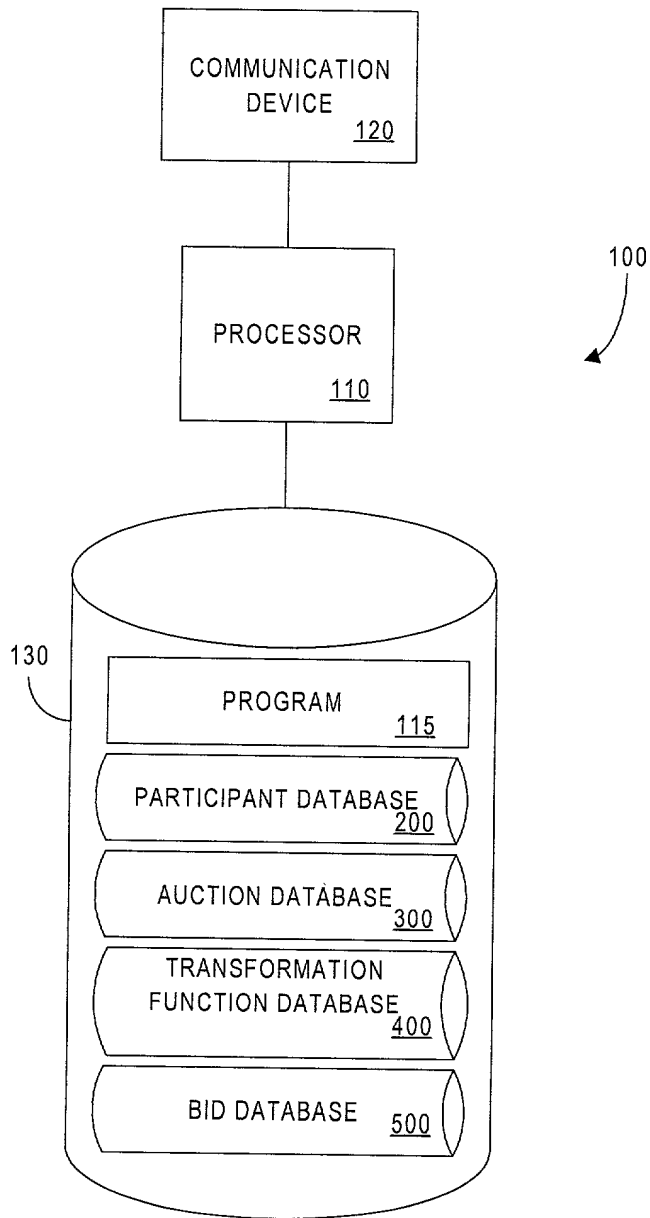 COMMUNICATION
DEVICE
120
100
PROCESSOR
110
130
PROGRAM
115
PARTICIPANT DATABASE
200
AUCTION DATABASE
300
TRANSFORMATION
FUNCTION DATABASE
400
BID DATABASE
500